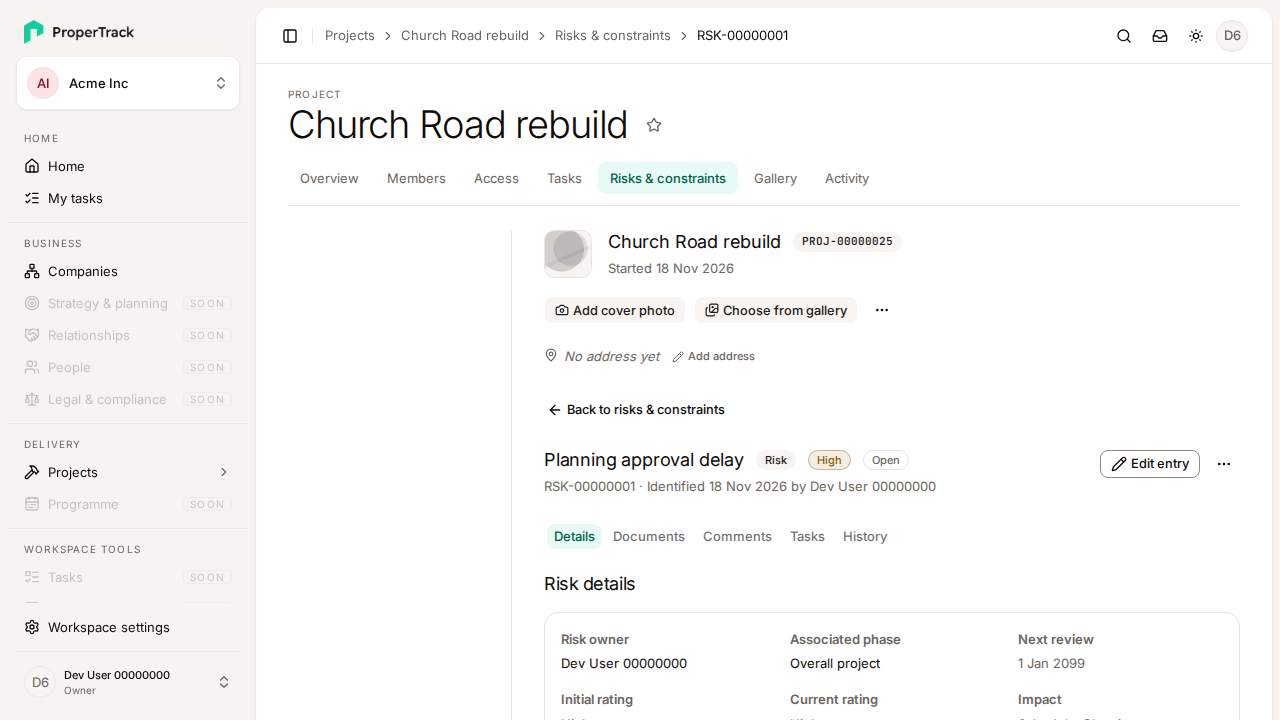 ProperTrack
AI Acme Inc
HOME
Home
My tasks
BUSINESS
Companies
Strategy & planning SOON
Relationships SOON
People SOON
Legal & compliance SOON
DELIVERY
Projects
Programme SOON
WORKSPACE TOOLS
Tasks SOON
Workspace settings
D6 Dev User 00000000
Owner
Projects Church Road rebuild Risks & constraints RSK-00000001
D6
PROJECT
Church Road rebuild
Overview Members Access Tasks Risks & constraints Gallery Activity
Church Road rebuild PROJ-00000025
Started 18 Nov 2026
Add cover photo Choose from gallery
No address yet Add address
Back to risks & constraints
Planning approval delay Risk High Open
Edit entry
RSK-00000001 · Identified 18 Nov 2026 by Dev User 00000000
Details Documents Comments Tasks History
Risk details
Risk owner Associated phase Next review
Dev User 00000000 Overall project 1 Jan 2099
Initial rating Current rating Impact